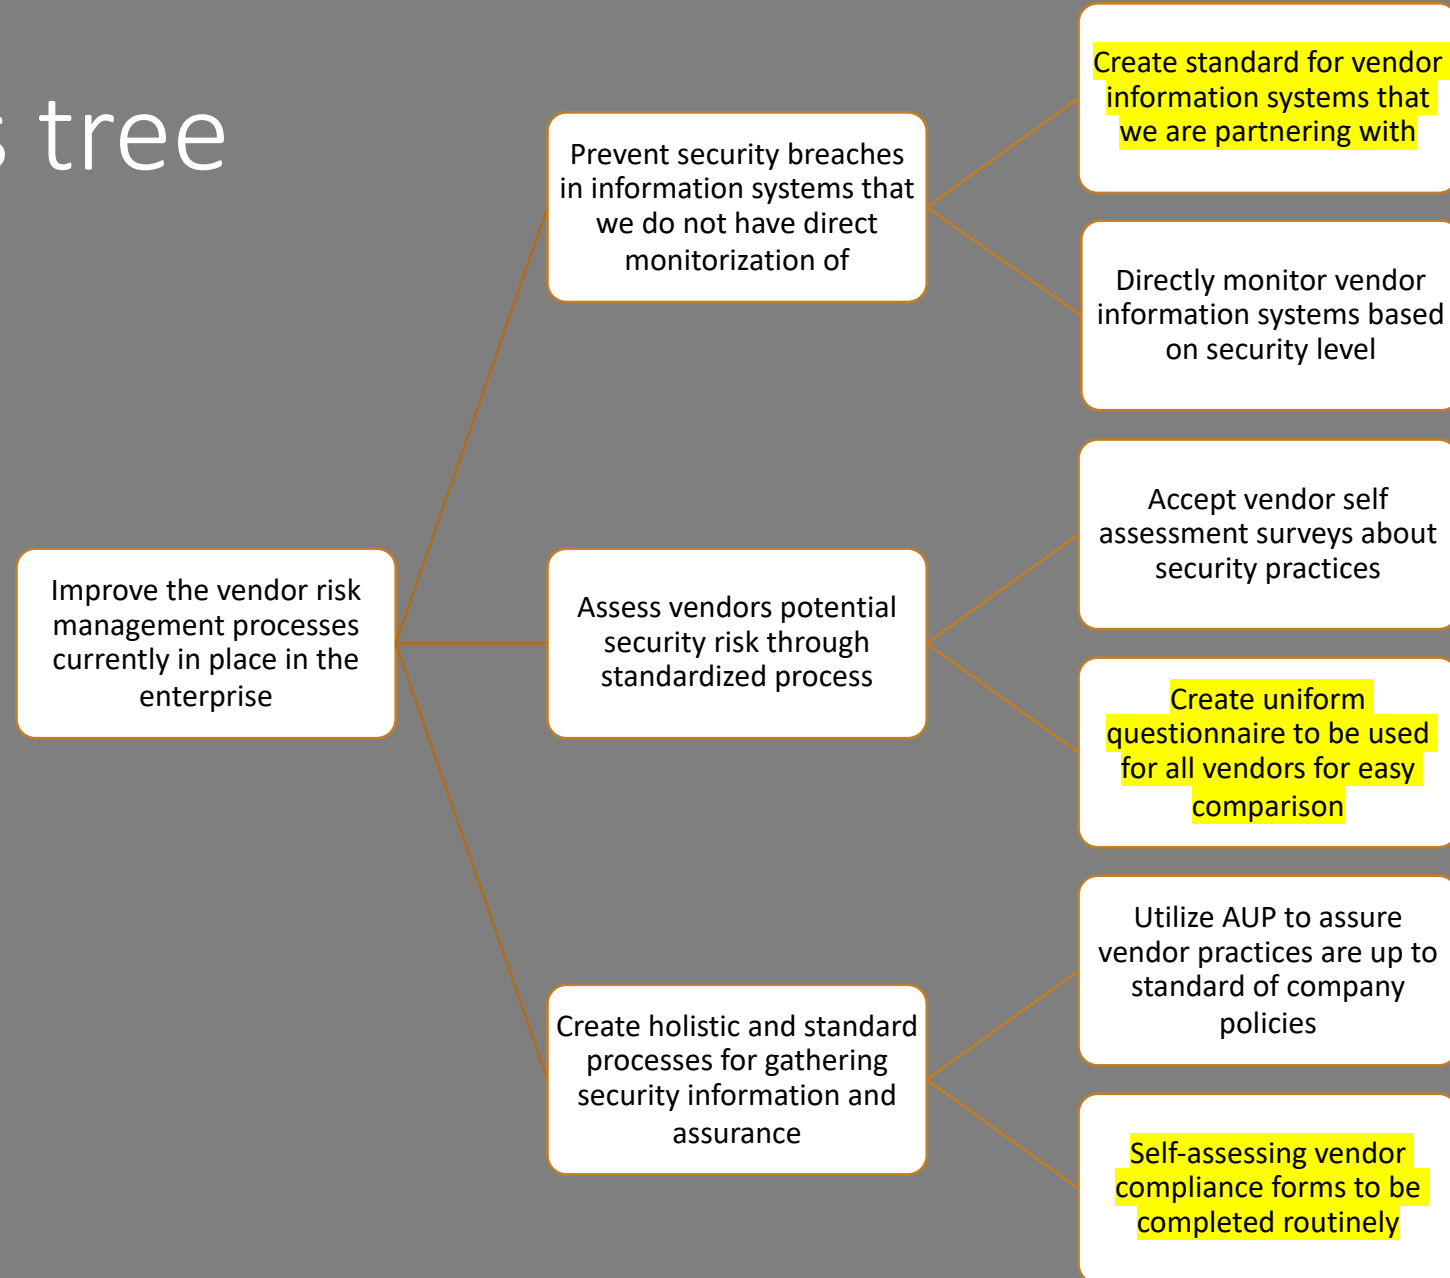 s tree
Create standard for vendor
information systems that
we are partnering with
Prevent security breaches
in information systems that
we do not have direct
monitorization of
Directly monitor vendor
information systems based
on security level
Accept vendor self
assessment surveys about
security practices
Improve the vendor risk
management processes
currently in place in the
enterprise
Assess vendors potential
security risk through
standardized process
Create uniform
questionnaire to be used
for all vendors for easy
comparison
Utilize AUP to assure
vendor practices are up to
standard of company
policies
Create holistic and standard
processes for gathering
security information and
assurance
Self-assessing vendor
compliance forms to be
completed routinely